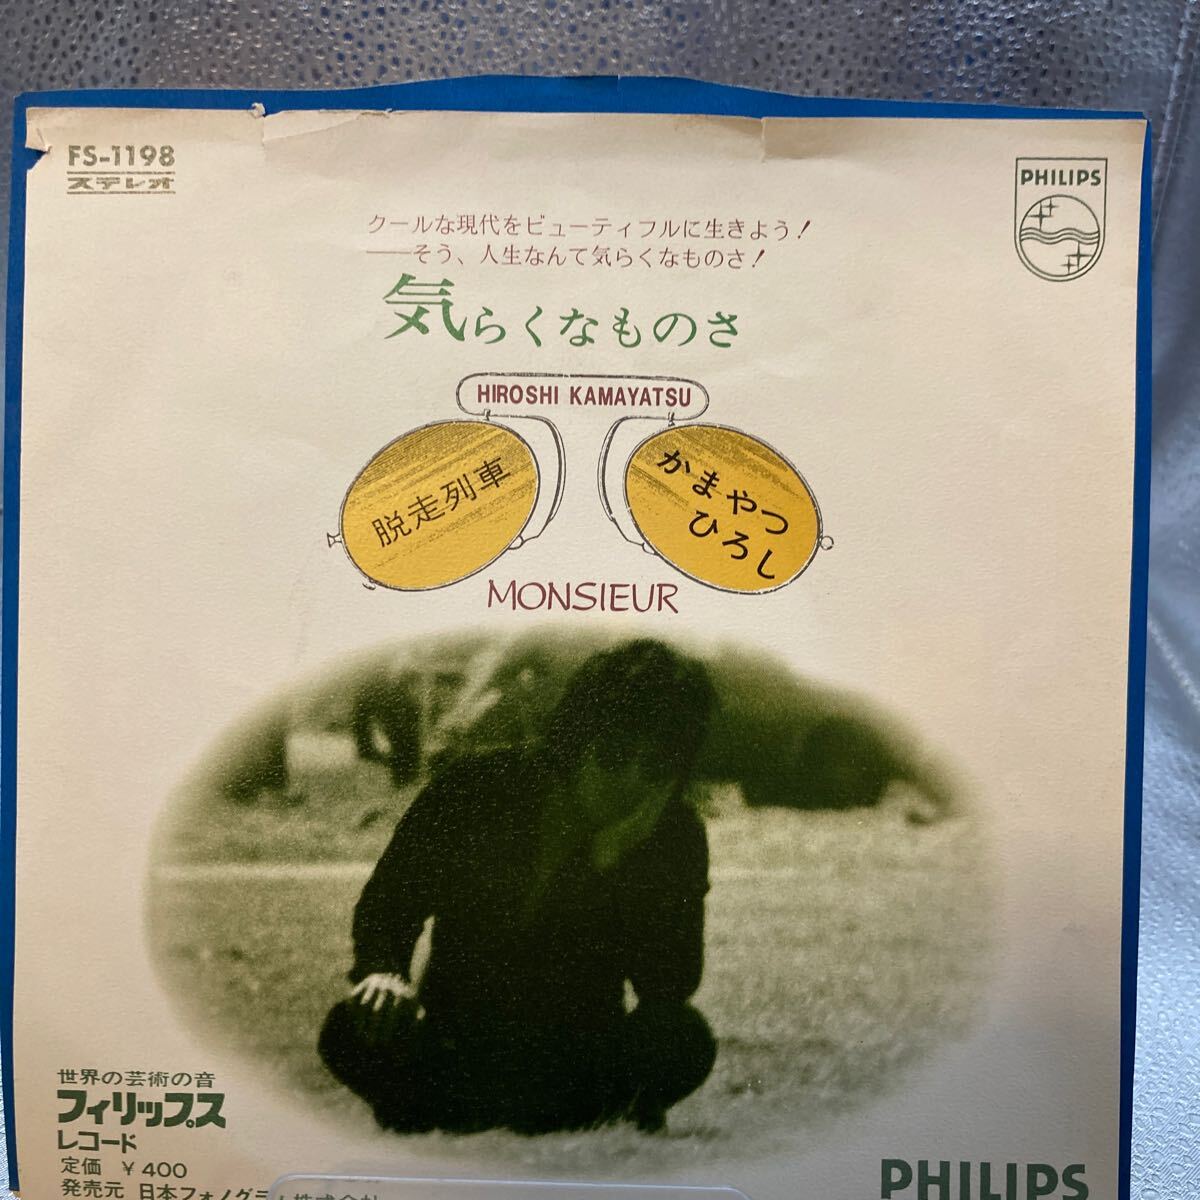 FS-1198
ステレオ
PHILIPS
クールな現代をビューティフルに生きよう!
——そう、人生なんて気らくなものさ!
気らくなものさ
HIROSHI KAMAYATSU
脱走列車
かまやつ
ひろし
MONSIEUR
世界の芸術の音
フィリップス
レコード
定価 ¥400
発売元 日本フォノグラム株式会社
PHILIPS